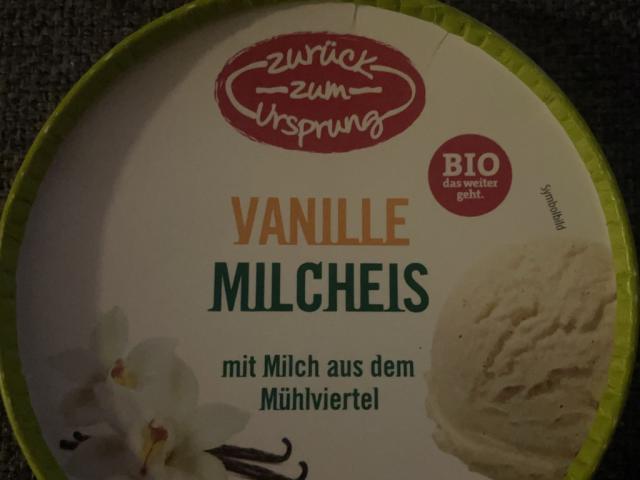 zurück
zum
Ursprung
BIO
das weiter
geht.
Symbolbild
VANILLE
MILCHEIS
mit Milch aus dem
Mühlviertel